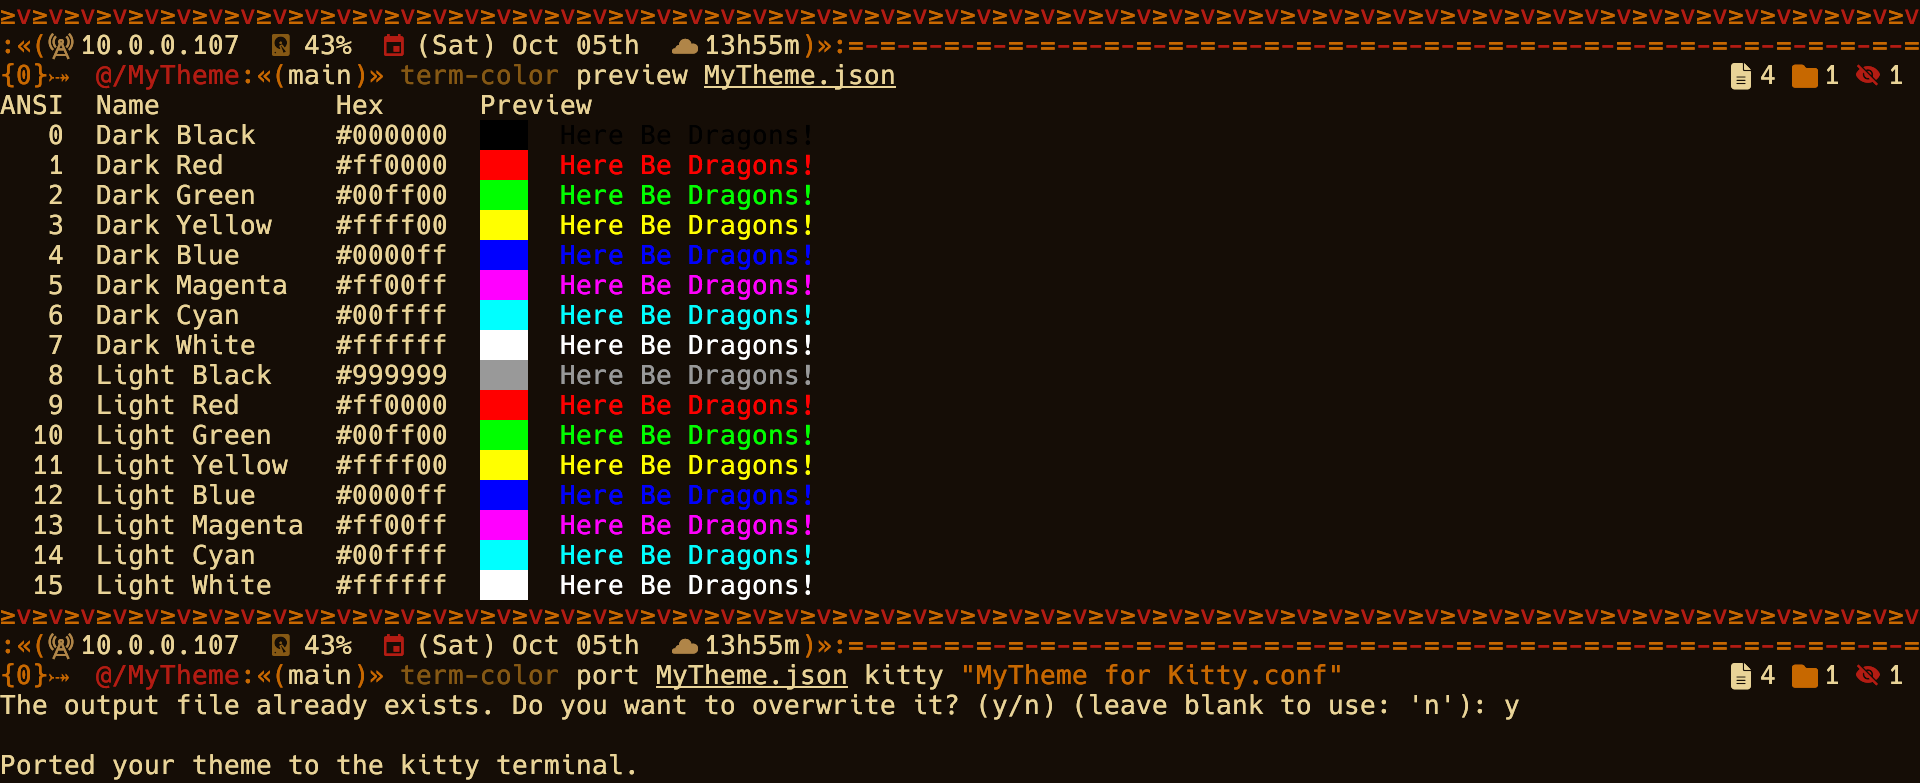 ≥V≥V≥V≥V≥V≥V≥V≥V≥V≥V≥V≥V≥V≥V≥V≥V≥V≥V≥V≥V≥V≥V≥V≥V≥V≥V≥V≥V≥V≥V≥V≥V≥V≥V≥V≥V≥V≥V≥V≥V≥V≥V≥V≥V≥V≥V≥V≥V≥V≥V≥V≥V≥V≥V≥V≥V≥V≥V≥V≥V
:«( 10.0.0.107 43% (Sat) Oct 05th 13h55m)»:=-=-=-=-=-=-=-=-=-=-=-=-=-=-=-=-=-=-=-=-=-=-=-=-=-=-=-=-=-=-=-=-=-=
{0}⤐ @/MyTheme:«(main)» term-color preview MyTheme.json 4 1 1
ANSI Name Hex Preview
0 Dark Black #000000 Here Be Dragons!
1 Dark Red #ff0000 Here Be Dragons!
2 Dark Green #00ff00 Here Be Dragons!
3 Dark Yellow #ffff00 Here Be Dragons!
4 Dark Blue #0000ff Here Be Dragons!
5 Dark Magenta #ff00ff Here Be Dragons!
6 Dark Cyan #00ffff Here Be Dragons!
7 Dark White #ffffff Here Be Dragons!
8 Light Black #999999 Here Be Dragons!
9 Light Red #ff0000 Here Be Dragons!
10 Light Green #00ff00 Here Be Dragons!
11 Light Yellow #ffff00 Here Be Dragons!
12 Light Blue #0000ff Here Be Dragons!
13 Light Magenta #ff00ff Here Be Dragons!
14 Light Cyan #00ffff Here Be Dragons!
15 Light White #ffffff Here Be Dragons!
≥V≥V≥V≥V≥V≥V≥V≥V≥V≥V≥V≥V≥V≥V≥V≥V≥V≥V≥V≥V≥V≥V≥V≥V≥V≥V≥V≥V≥V≥V≥V≥V≥V≥V≥V≥V≥V≥V≥V≥V≥V≥V≥V≥V≥V≥V≥V≥V≥V≥V≥V≥V≥V≥V≥V≥V≥V≥V≥V≥V
:«( 10.0.0.107 43% (Sat) Oct 05th 13h55m)»:=-=-=-=-=-=-=-=-=-=-=-=-=-=-=-=-=-=-=-=-=-=-=-=-=-=-=-=-=-=-=-=-=-=
{0}⤐ @/MyTheme:«(main)» term-color port MyTheme.json kitty "MyTheme for Kitty.conf" 4 1 1
The output file already exists. Do you want to overwrite it? (y/n) (leave blank to use: 'n'): y
Ported your theme to the kitty terminal.